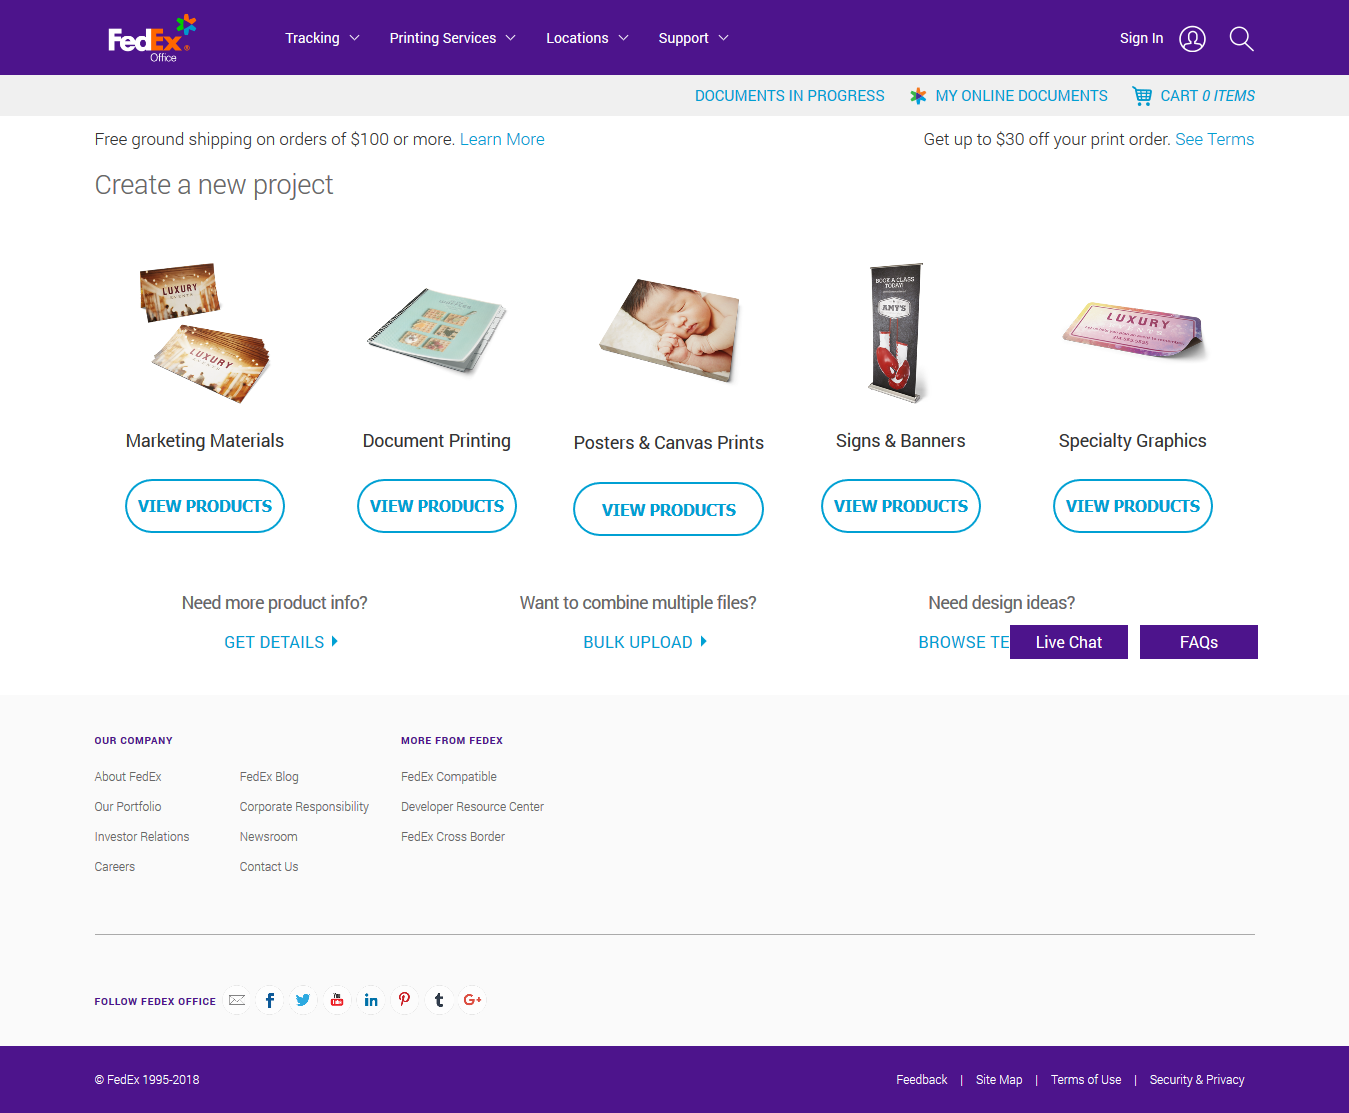 FedEx®
Office
Tracking
Printing Services
Locations
Support
Sign In
DOCUMENTS IN PROGRESS
MY ONLINE DOCUMENTS
CART 0 ITEMS
Free ground shipping on orders of $100 or more. Learn More
Get up to $30 off your print order. See Terms
Create a new project
LUXURY
EVENTS
LUXURY
BOOK A CLASS
TODAY!
AMY'S
LUXURY
Marketing Materials
Document Printing
Posters & Canvas Prints
Signs & Banners
Specialty Graphics
VIEW PRODUCTS
VIEW PRODUCTS
VIEW PRODUCTS
VIEW PRODUCTS
VIEW PRODUCTS
Need more product info?
Want to combine multiple files?
Need design ideas?
GET DETAILS
BULK UPLOAD
BROWSE TE
Live Chat
FAQs
OUR COMPANY
MORE FROM FEDEX
About FedEx
FedEx Blog
FedEx Compatible
Our Portfolio
Corporate Responsibility
Developer Resource Center
Investor Relations
Newsroom
FedEx Cross Border
Careers
Contact Us
FOLLOW FEDEX OFFICE
© FedEx 1995-2018
Feedback | Site Map | Terms of Use | Security & Privacy